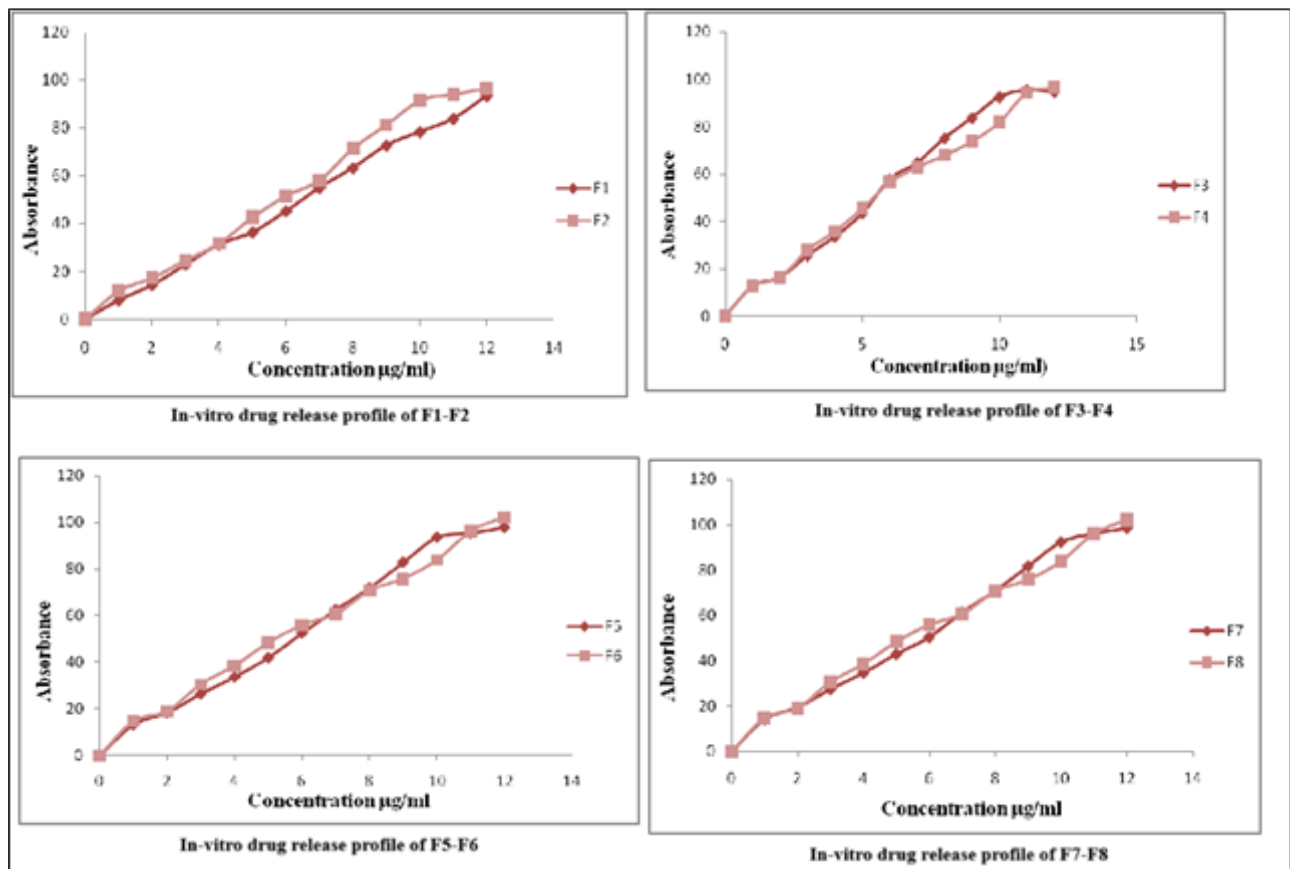 120
100
80
60
40
20
0
Absorbance
F1
F2
0 2 4 6 8 10 12 14
Concentration µg/ml)
In-vitro drug release profile of F1-F2
120
100
80
60
40
20
0
Absorbance
F3
F4
0 5 10 15
Concentration µg/ml)
In-vitro drug release profile of F3-F4
120
100
80
60
40
20
0
Absorbance
F5
F6
0 2 4 6 8 10 12 14
Concentration µg/ml
In-vitro drug release profile of F5-F6
120
100
80
60
40
20
0
Absorbance
F7
F8
0 2 4 6 8 10 12 14
Concentration µg/ml
In-vitro drug release profile of F7-F8